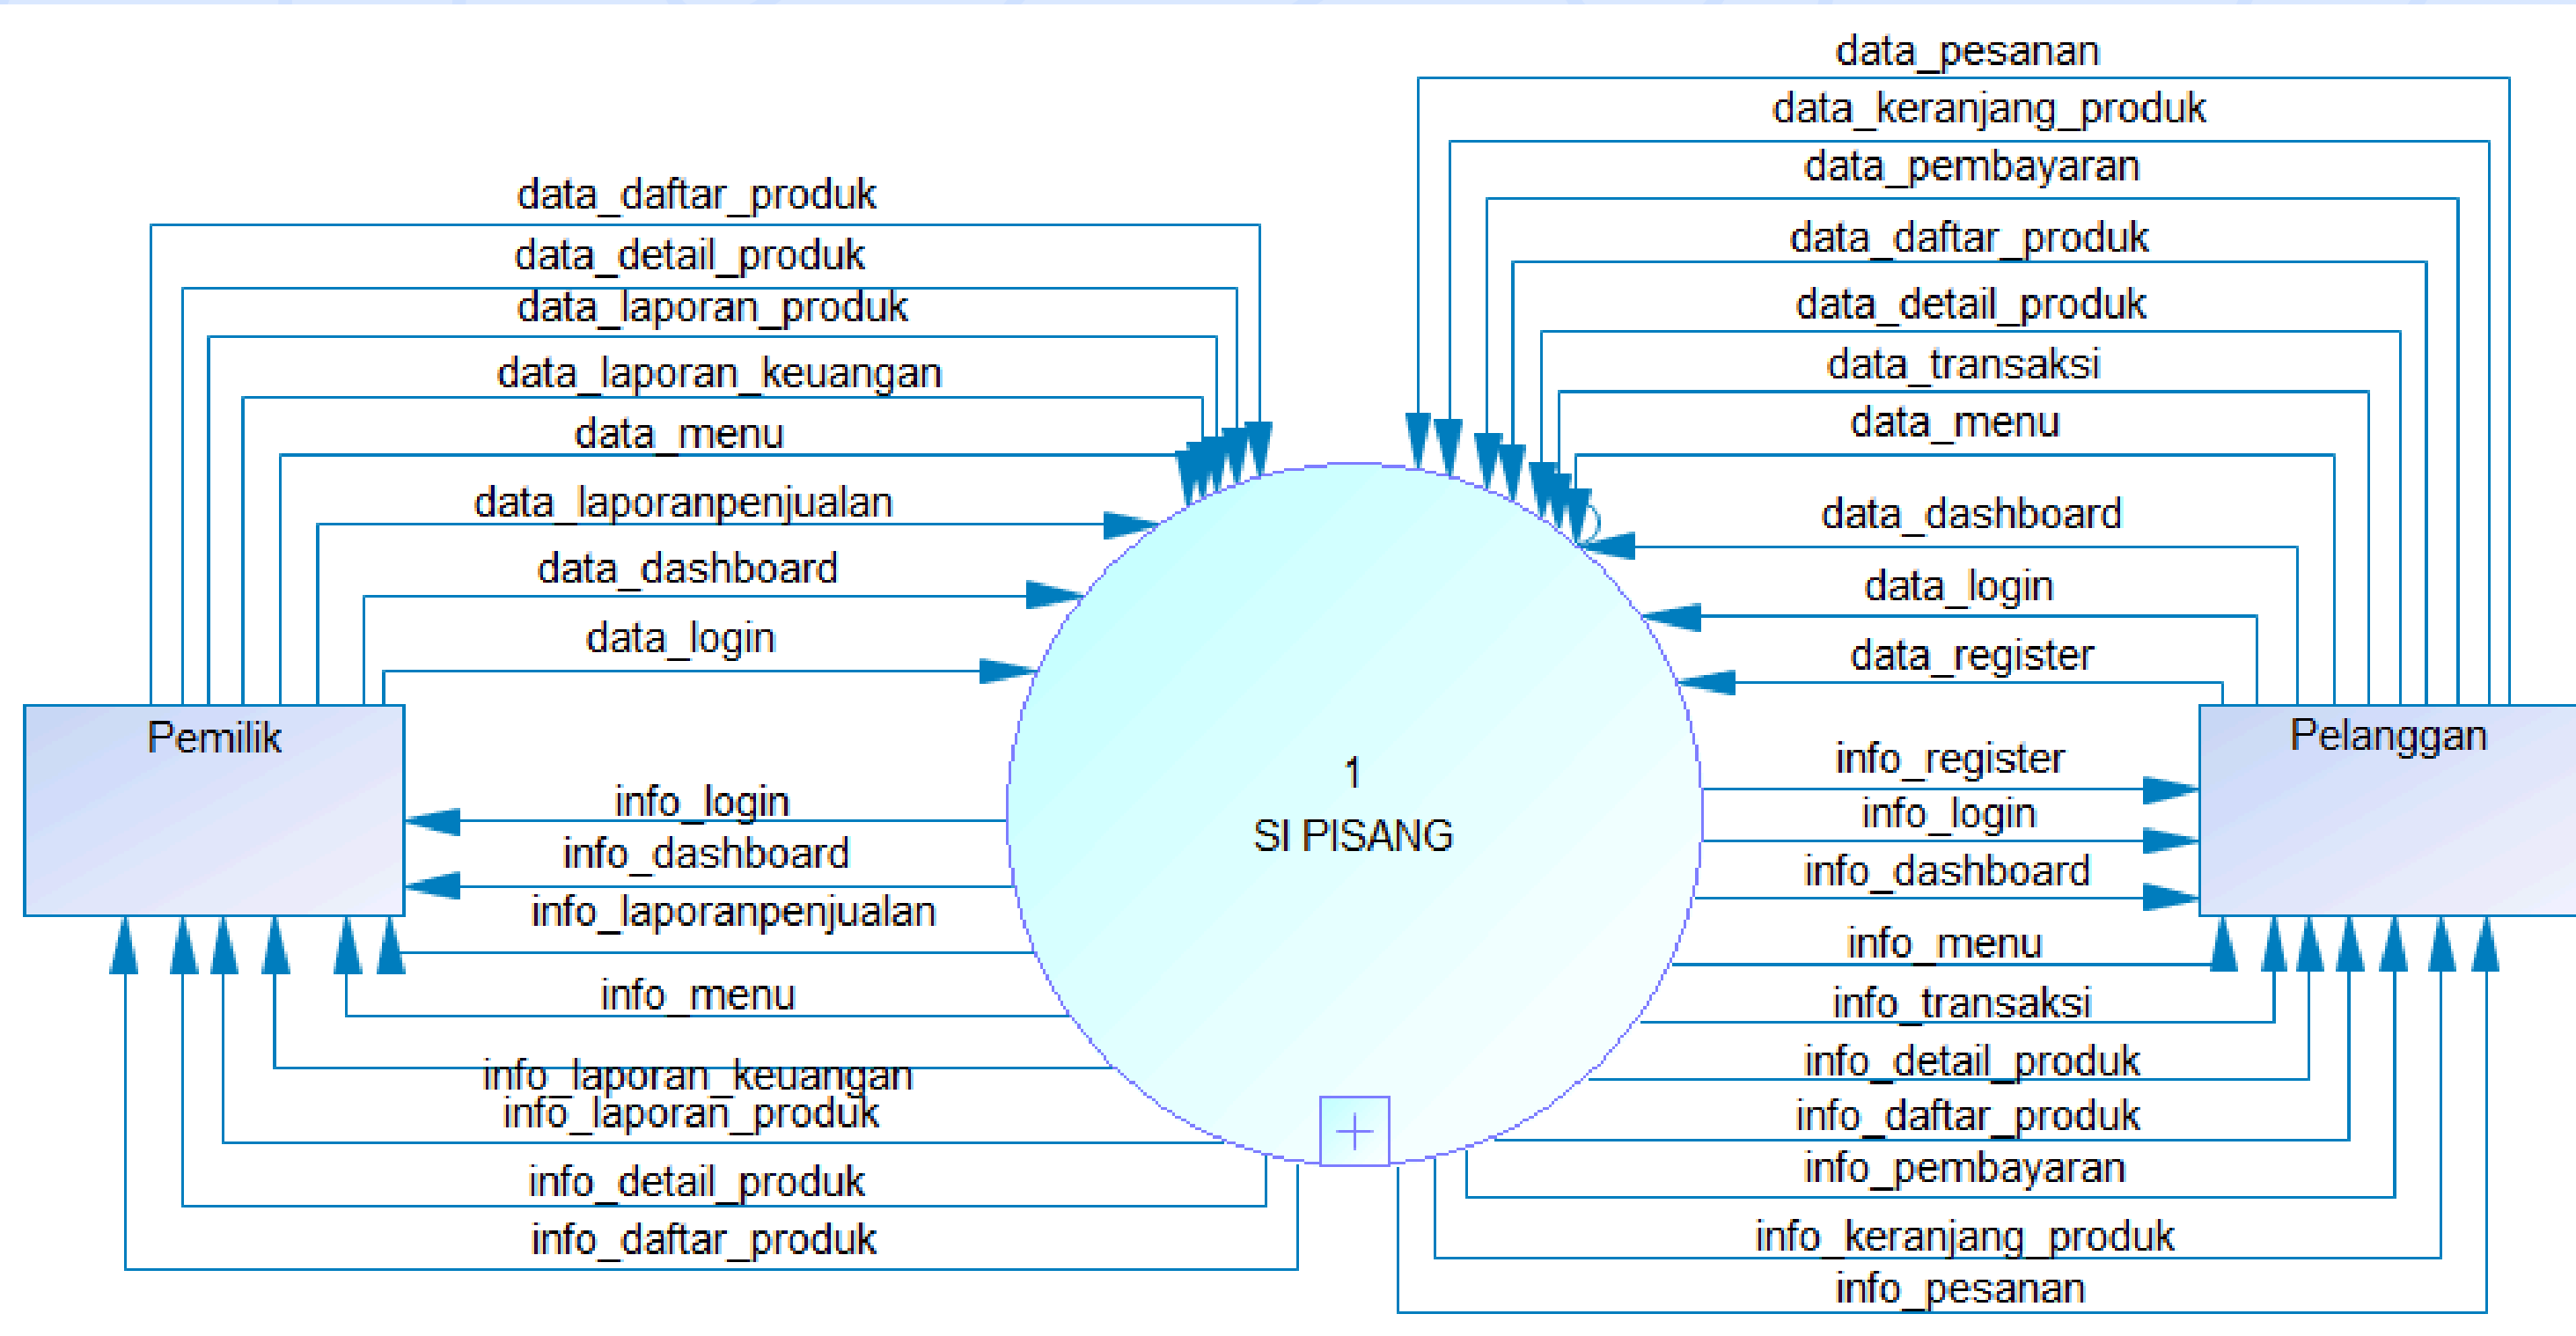 data_pesanan
data_keranjang_produk
data_pembayaran
data_daftar_produk
data_detail_produk
data_transaksi
data_menu
data_dashboard
data_login
data_register
data_daftar_produk
data_detail_produk
data_laporan_produk
data_laporan_keuangan
data_menu
data_laporanpenjualan
data_dashboard
data_login
Pemilik
1
SI PISANG
Pelanggan
info_login
info_dashboard
info_laporanpenjualan
info_menu
info_laporan_keuangan
info_laporan_produk
info_detail_produk
info_daftar_produk
info_register
info_login
info_dashboard
info_menu
info_transaksi
info_detail_produk
info_daftar_produk
info_pembayaran
info_keranjang_produk
info_pesanan